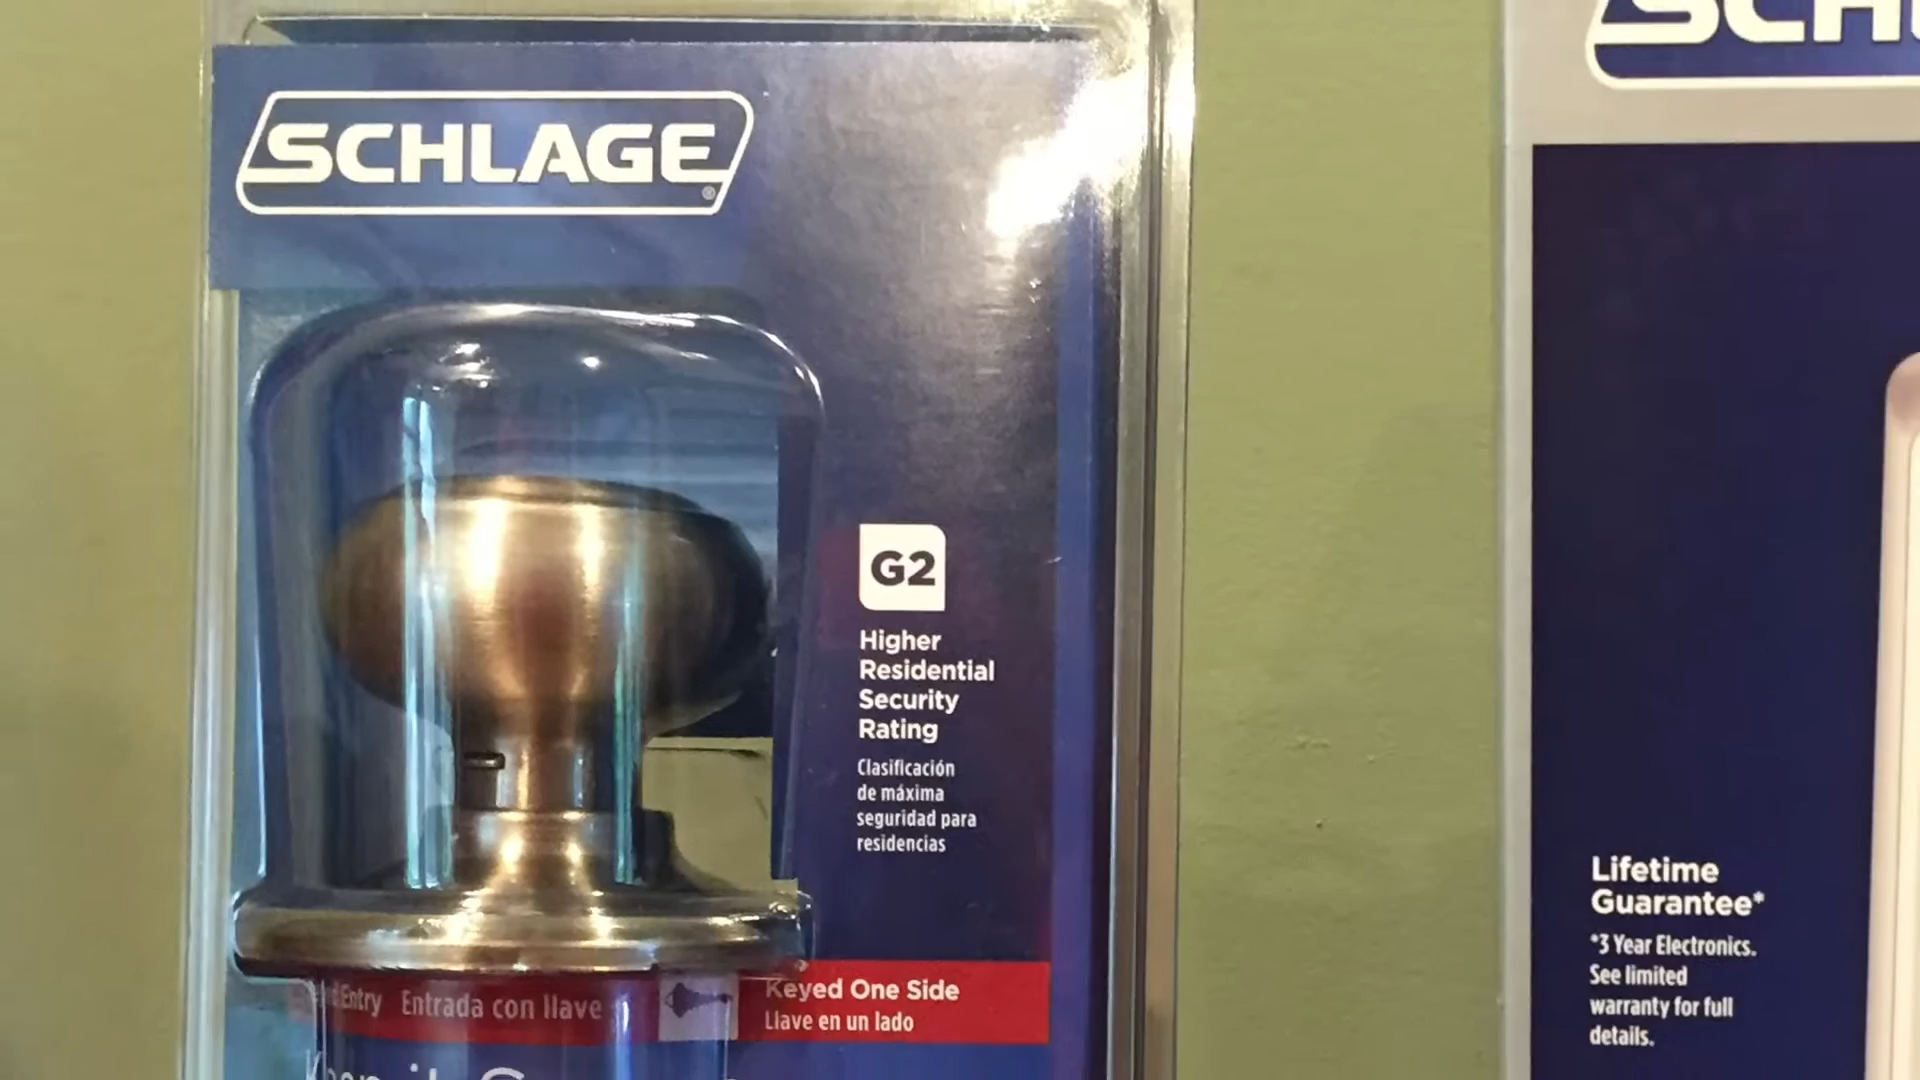 SCHLAGE
G2
Higher
Residential
Security
Rating
Clasificación
de máxima
seguridad para
residencias
Entry Entrada con llave
Keyed One Side
Llave en un lado
Lifetime
Guarantee*
*3 Year Electronics.
See limited
warranty for full
details.